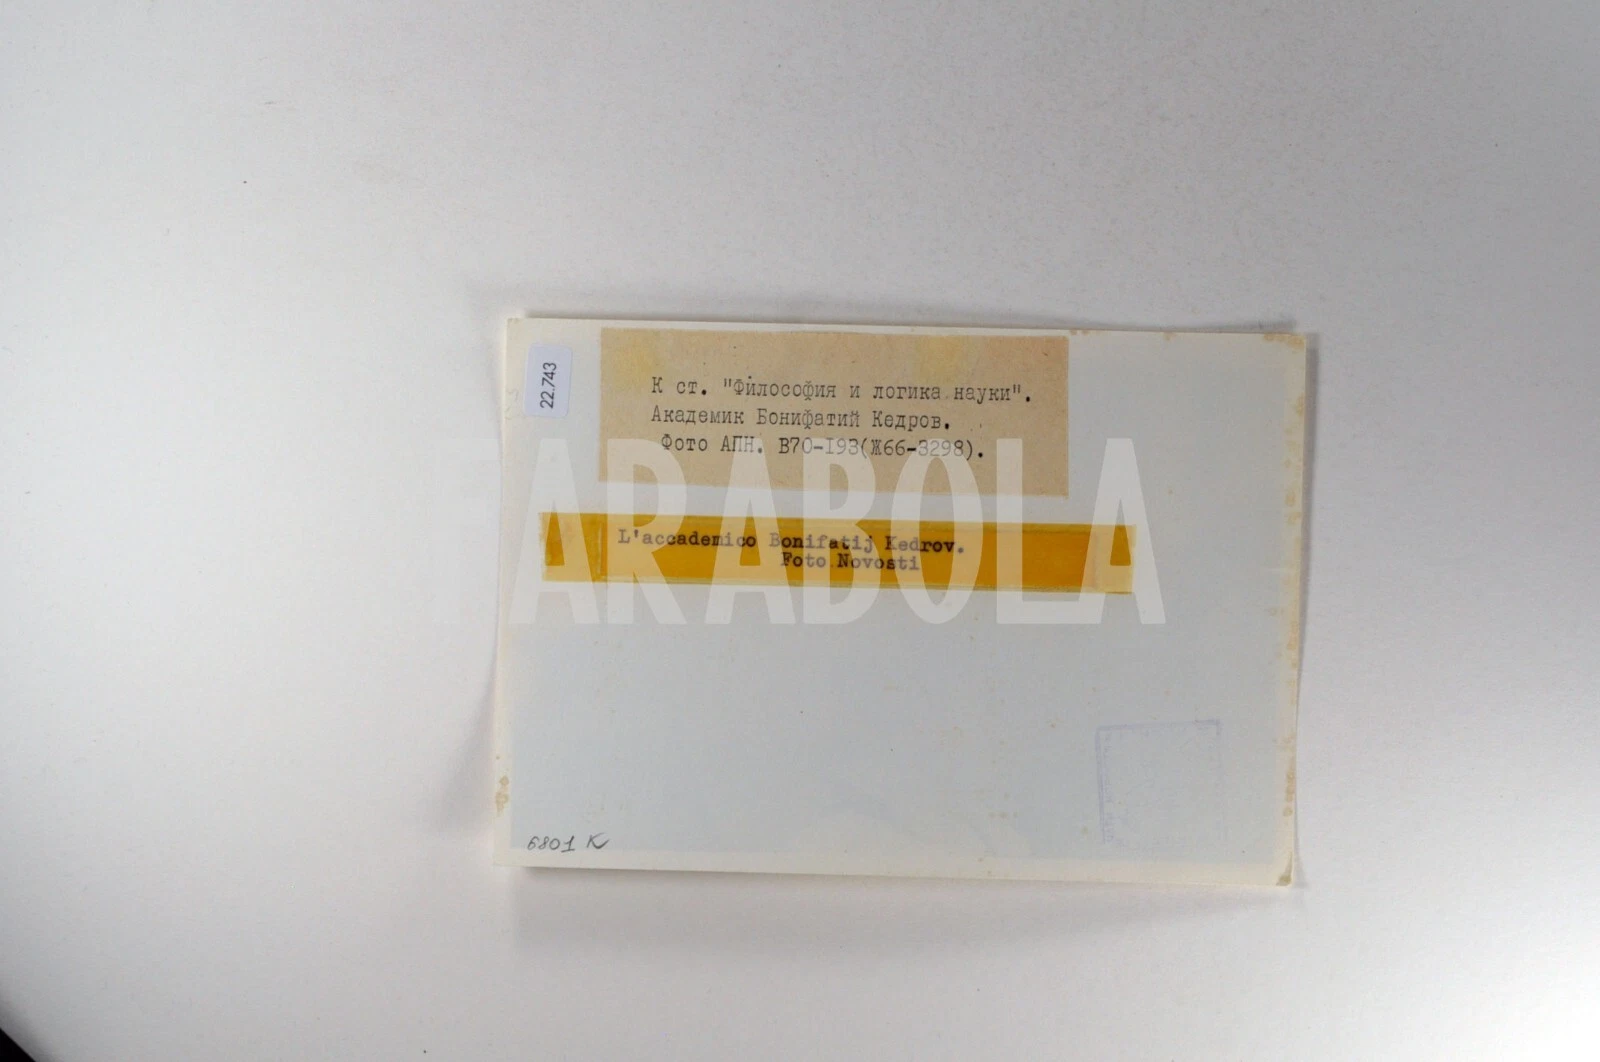 22.743
К ст. "Философия и логика науки".
Академик Бонифатий Кедров.
Фото АПН. В70-I93(Ж66-3298).
FARABOLA
L'accademico Bonifatij Kedrov.
Foto Novosti
6801 K